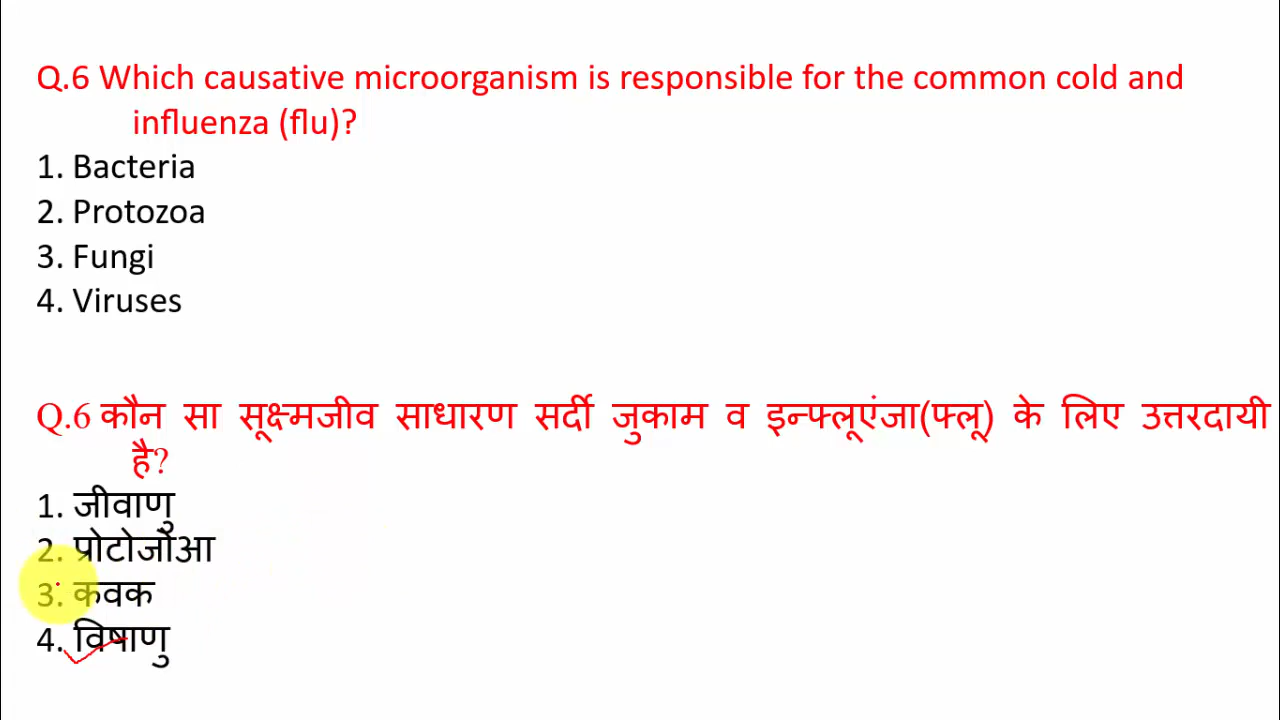 Q.6 Which causative microorganism is responsible for the common cold and
influenza (flu)?
1. Bacteria
2. Protozoa
3. Fungi
4. Viruses
Q.6 कौन सा सूक्ष्मजीव साधारण सर्दी जुकाम व इन्फ्लूएंजा(फ्लू) के लिए उत्तरदायी
है?
1. जीवाणु
2. प्रोटोजोआ
3. कवक
4. विषाणु